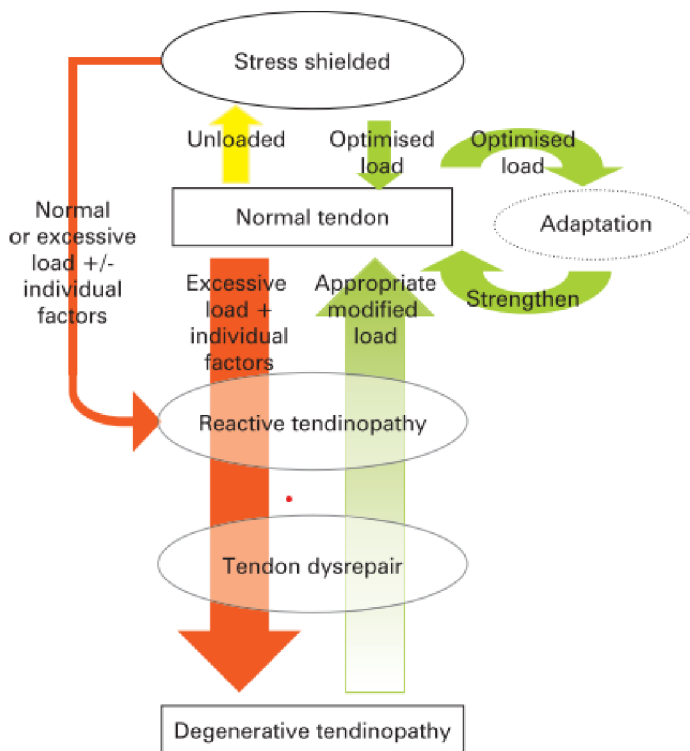 Stress shielded
Unloaded
Optimised
load
Optimised
load
Normal
or excessive
load +/-
individual
factors
Normal tendon
Adaptation
Excessive
load +
individual
factors
Appropriate
modified
load
Strengthen
Reactive tendinopathy
Tendon dysrepair
Degenerative tendinopathy